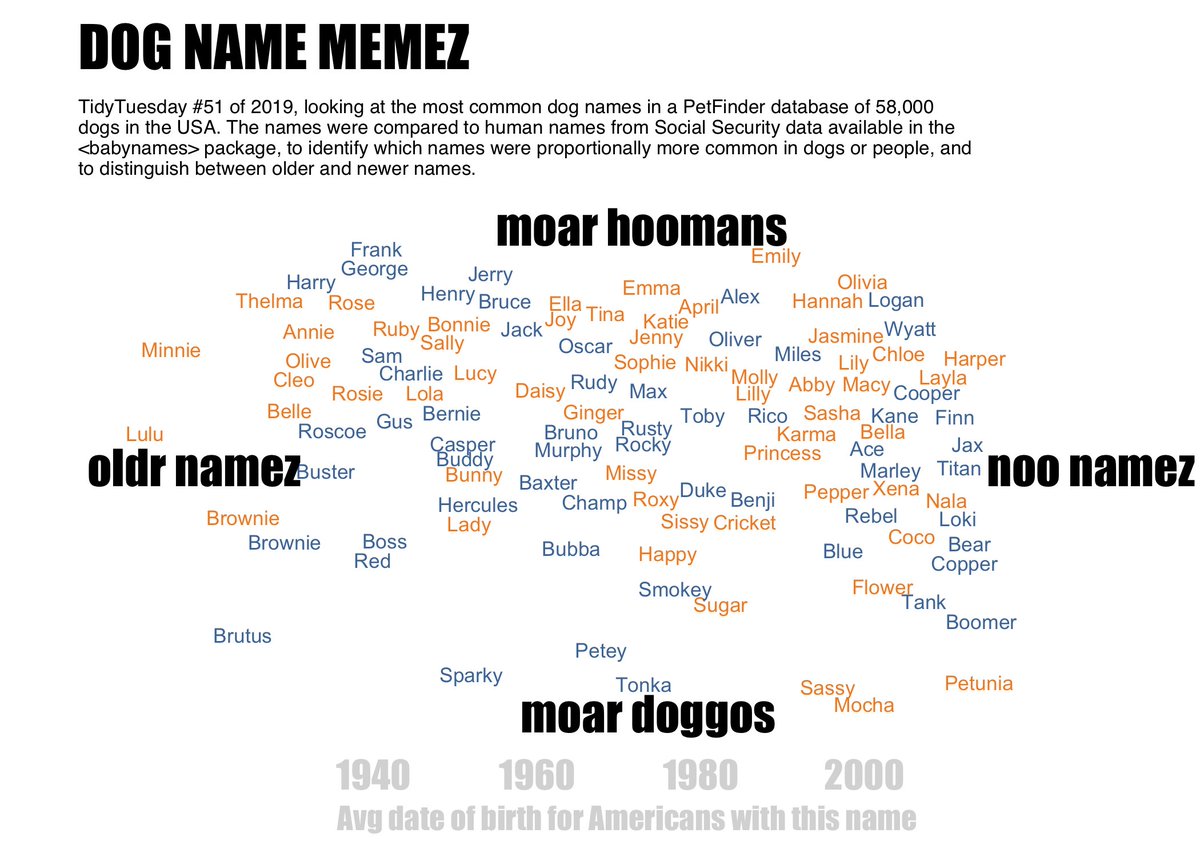 DOG NAME MEMEZ
TidyTuesday #51 of 2019, looking at the most common dog names in a PetFinder database of 58,000
dogs in the USA. The names were compared to human names from Social Security data available in the
<babynames> package, to identify which names were proportionally more common in dogs or people, and
to distinguish between older and newer names.
moar hoomans
Frank
Emily
George
Jerry
Harry
Olivia
Emma
Henry
Alex
Thelma
Rose
Bruce
Ella
Hannah
Logan
April
Tina
Joy
Katie
Annie
Ruby
Bonnie
Jack
Wyatt
Jenny
Oliver
Jasmine
Sally
Oscar
Minnie
Sam
Miles
Chloe
Olive
Sophie
Nikki
Lily
Harper
Charlie
Lucy
Cleo
Rudy
Molly
Abby
Macy
Layla
Rosie
Lola
Daisy
Max
Lilly
Cooper
Belle
Bernie
Ginger
Toby
Rico
Sasha
Kane
Finn
Gus
Roscoe
Rusty
Lulu
Bruno
Karma
Bella
Casper
Murphy
Rocky
Princess
Ace
Jax
Buddy
oldr namez
Buster
Bunny
Missy
Marley
Titan
noo namez
Baxter
Duke
Pepper
Xena
Hercules
Champ
Roxy
Benji
Nala
Brownie
Lady
Sissy
Cricket
Rebel
Loki
Brownie
Boss
Coco
Bear
Red
Bubba
Happy
Blue
Copper
Smokey
Flower
Sugar
Tank
Boomer
Brutus
Petey
Sparky
Tonka
Sassy
Petunia
Mocha
moar doggos
1940 1960 1980 2000
Avg date of birth for Americans with this name